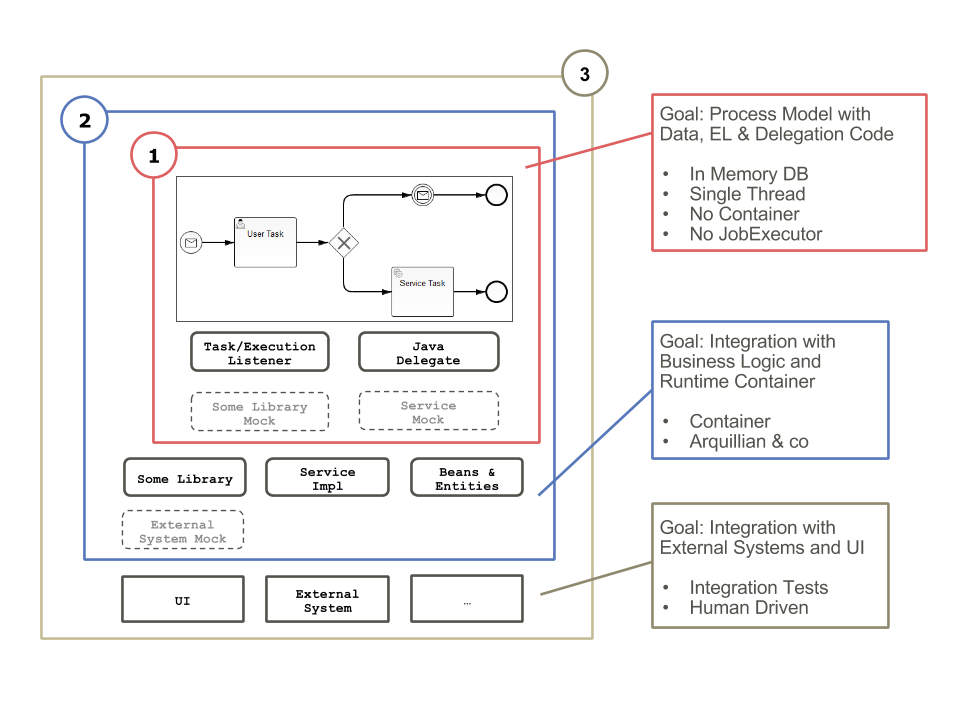 3
2
1
User Task
Service Task
Task/Execution
Listener
Java
Delegate
Some Library
Mock
Service
Mock
Some Library
Service
Impl
Beans &
Entities
External
System Mock
UI
External
System
…
Goal: Process Model with
Data, EL & Delegation Code
• In Memory DB
• Single Thread
• No Container
• No JobExecutor
Goal: Integration with
Business Logic and
Runtime Container
• Container
• Arquillian & co
Goal: Integration with
External Systems and UI
• Integration Tests
• Human Driven